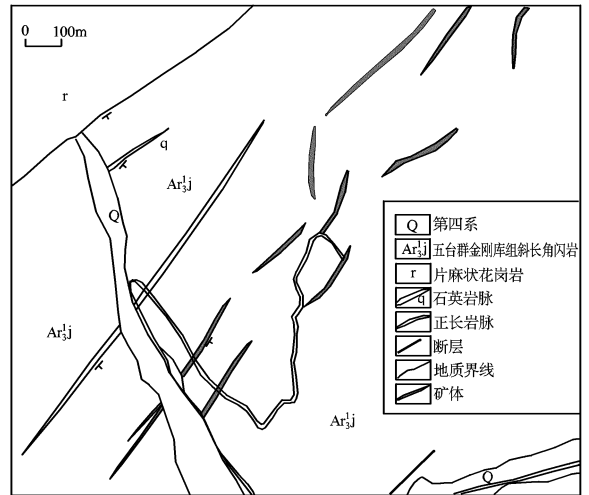 0 100m
r
q
Ar₃¹j
Q
Ar₃¹j
Ar₃¹j
Q
Q 第四系
Ar₃¹j 五台群金刚库组斜长角闪岩
r 片麻状花岗岩
q 石英岩脉
正长岩脉
断层
地质界线
矿体